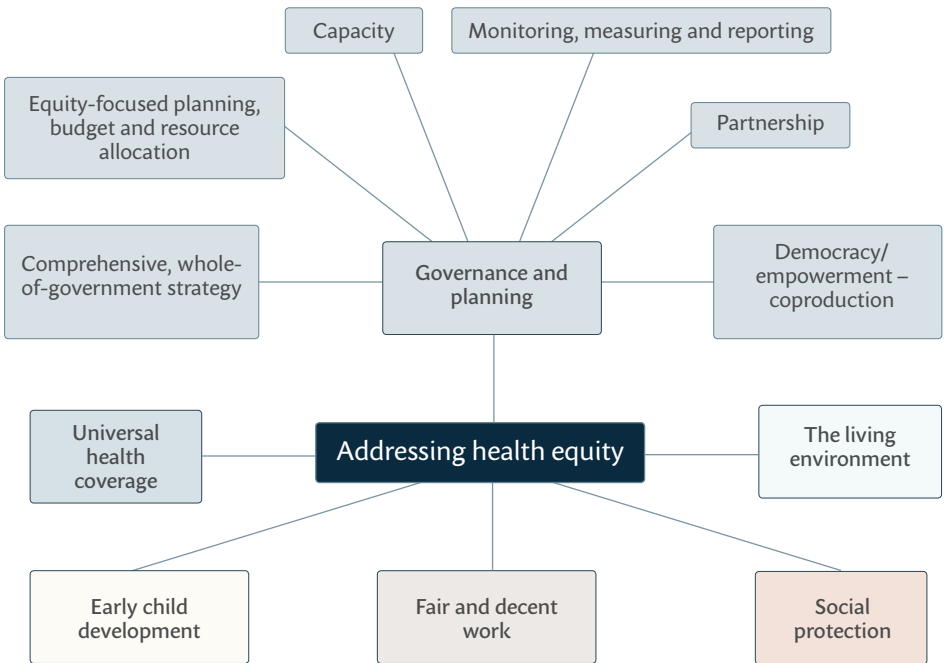 Capacity
Monitoring, measuring and reporting
Equity-focused planning,
budget and resource
allocation
Partnership
Comprehensive, whole-
of-government strategy
Governance and
planning
Democracy/
empowerment –
coproduction
Universal
health
coverage
Addressing health equity
The living
environment
Early child
development
Fair and decent
work
Social
protection